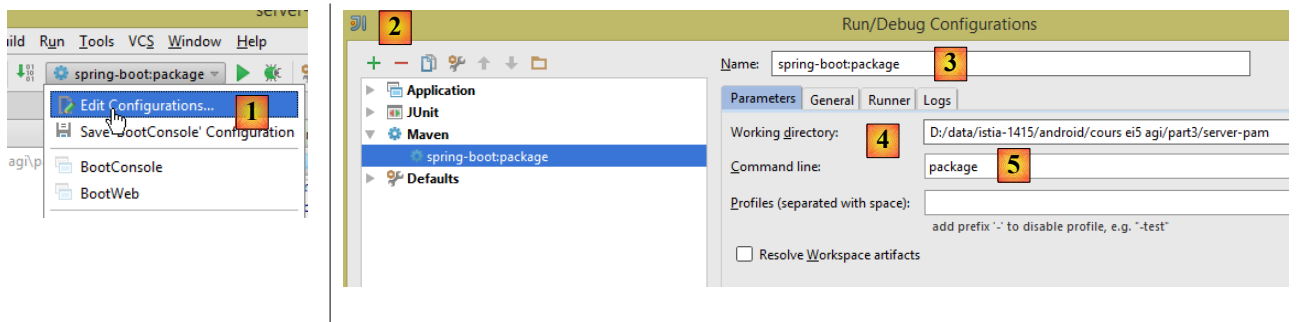 server-
uild Run Tools VCS Window Help
spring-boot:package
Edit Configurations...
1
Save 'BootConsole' Configuration
agi\p
BootConsole
BootWeb
2
Run/Debug Configurations
Name: spring-boot:package
3
Application
JUnit
Maven
spring-boot:package
Defaults
Parameters General Runner Logs
Working directory: D:/data/istia-1415/android/cours ei5 agi/part3/server-pam
4
Command line: package
5
Profiles (separated with space):
add prefix '-' to disable profile, e.g. "-test"
Resolve Workspace artifacts